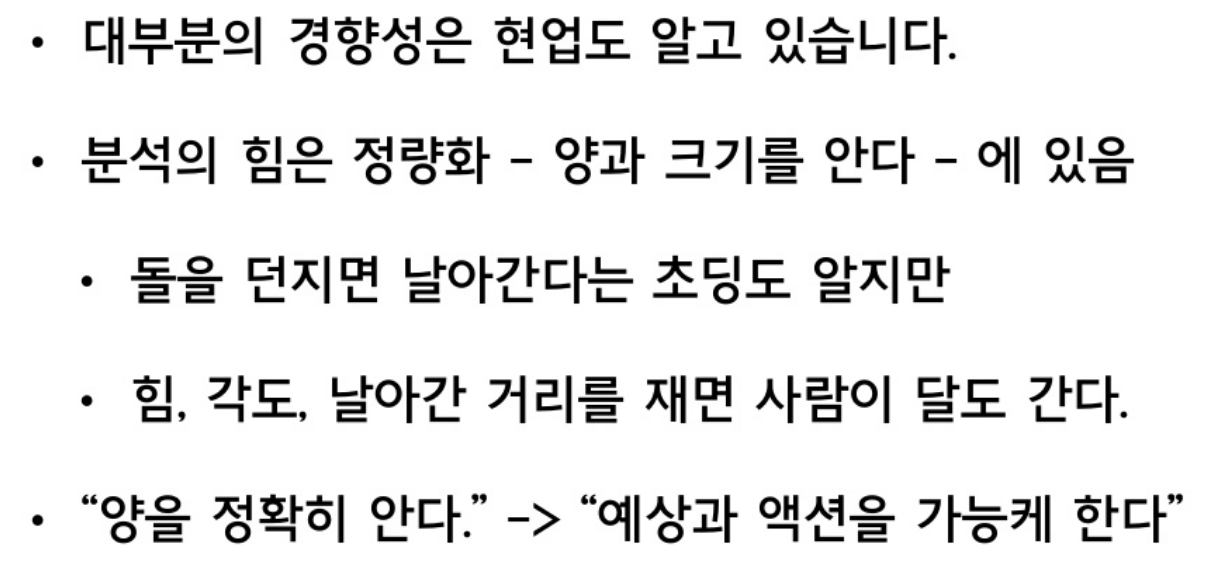 • 대부분의 경향성은 현업도 알고 있습니다.
• 분석의 힘은 정량화 – 양과 크기를 안다 – 에 있음
• 돌을 던지면 날아간다는 초딩도 알지만
• 힘, 각도, 날아간 거리를 재면 사람이 달도 간다.
• “양을 정확히 안다.” –> “예상과 액션을 가능케 한다”